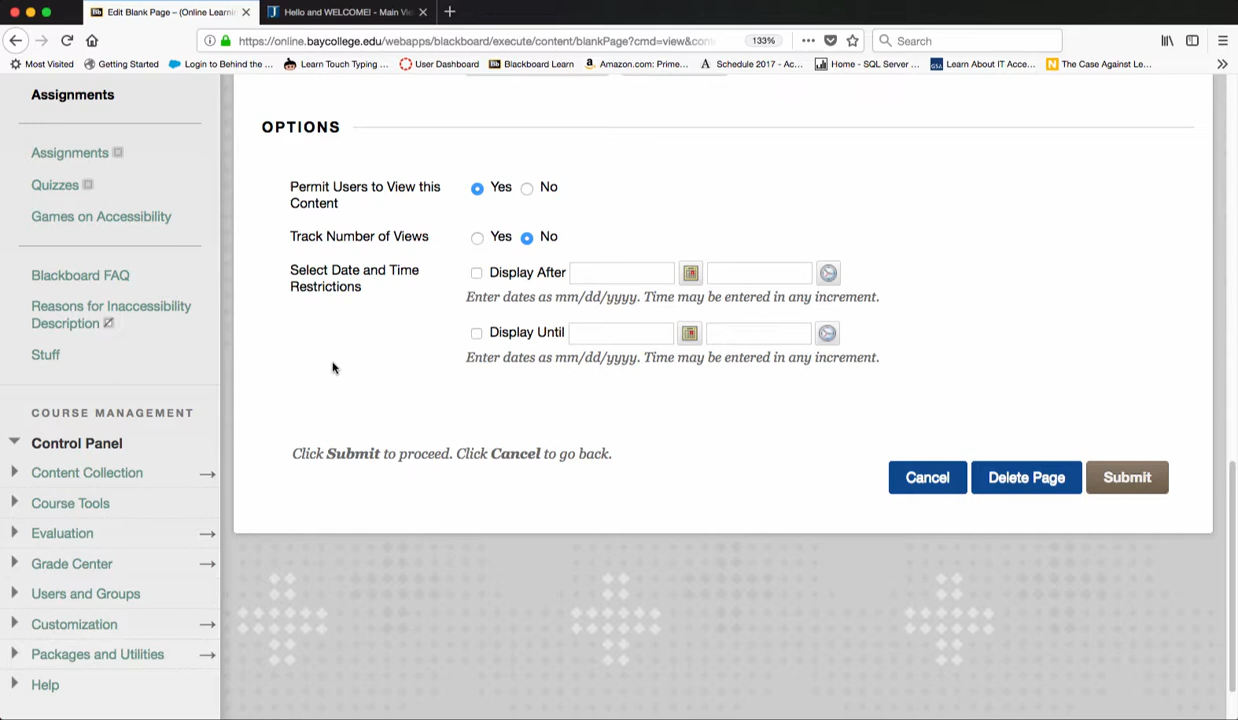 Edit Blank Page – (Online Learnin
Hello and WELCOME! - Main Vie
https://online.baycollege.edu/webapps/blackboard/execute/content/blankPage?cmd=view&cont
133%
Search
Most Visited
Getting Started
Login to Behind the ...
Learn Touch Typing ...
User Dashboard
Blackboard Learn
Amazon.com: Prime...
Schedule 2017 - Ac...
Home - SQL Server ...
Learn About IT Acce...
The Case Against Le...
Assignments
Assignments
Quizzes
Games on Accessibility
Blackboard FAQ
Reasons for Inaccessibility
Description
Stuff
COURSE MANAGEMENT
Control Panel
Content Collection
Course Tools
Evaluation
Grade Center
Users and Groups
Customization
Packages and Utilities
Help
OPTIONS
Permit Users to View this
Content
Yes No
Track Number of Views
Yes No
Select Date and Time
Restrictions
Display After
Enter dates as mm/dd/yyyy. Time may be entered in any increment.
Display Until
Enter dates as mm/dd/yyyy. Time may be entered in any increment.
Click Submit to proceed. Click Cancel to go back.
Cancel
Delete Page
Submit